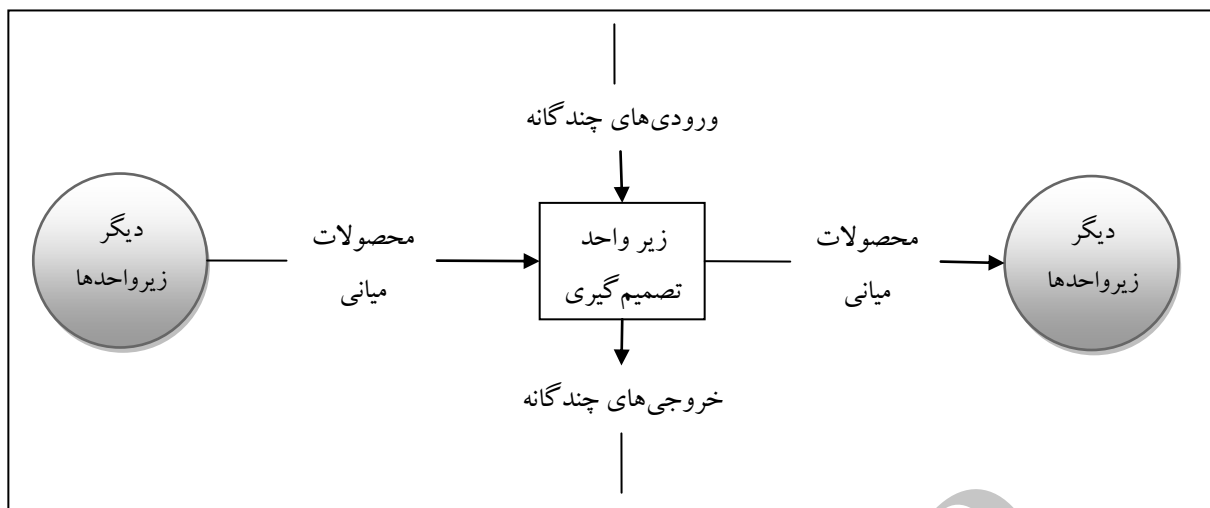 ورودی‌های چندگانه
دیگر
زیرواحدها
محصولات
میانی
زیر واحد
تصمیم‌گیری
محصولات
میانی
دیگر
زیرواحدها
خروجی‌های چندگانه